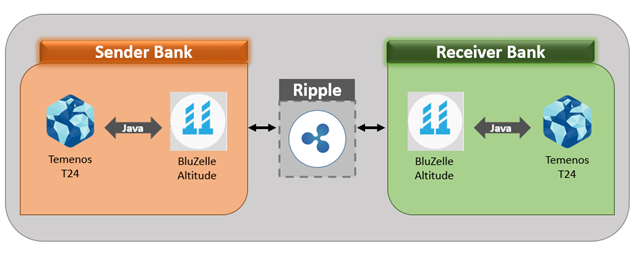 Sender Bank
Receiver Bank
Ripple
Java
Java
Temenos
T24
BluZelle
Altitude
BluZelle
Altitude
Temenos
T24